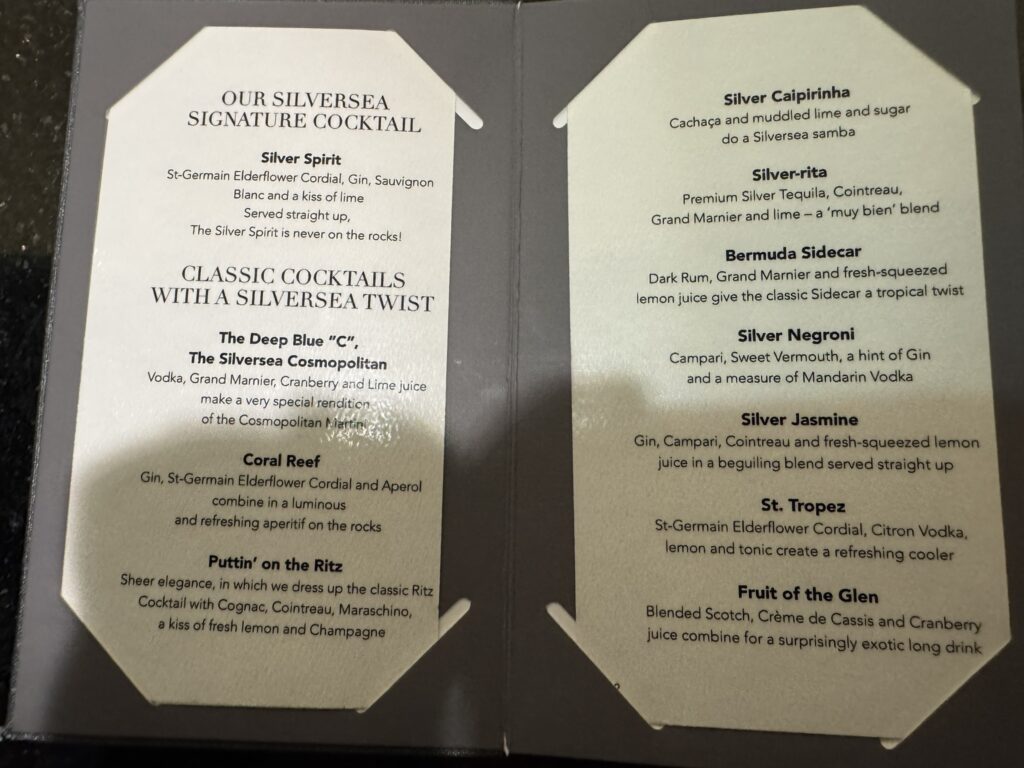 OUR SILVERSEA
SIGNATURE COCKTAIL
Silver Spirit
St-Germain Elderflower Cordial, Gin, Sauvignon
Blanc and a kiss of lime
Served straight up,
The Silver Spirit is never on the rocks!
CLASSIC COCKTAILS
WITH A SILVERSEA TWIST
The Deep Blue "C",
The Silversea Cosmopolitan
Vodka, Grand Marnier, Cranberry and Lime juice
make a very special rendition
of the Cosmopolitan Martini
Coral Reef
Gin, St-Germain Elderflower Cordial and Aperol
combine in a luminous
and refreshing aperitif on the rocks
Puttin' on the Ritz
Sheer elegance, in which we dress up the classic Ritz
Cocktail with Cognac, Cointreau, Maraschino,
a kiss of fresh lemon and Champagne
Silver Caipirinha
Cachaça and muddled lime and sugar
do a Silversea samba
Silver-rita
Premium Silver Tequila, Cointreau,
Grand Marnier and lime – a 'muy bien' blend
Bermuda Sidecar
Dark Rum, Grand Marnier and fresh-squeezed
lemon juice give the classic Sidecar a tropical twist
Silver Negroni
Campari, Sweet Vermouth, a hint of Gin
and a measure of Mandarin Vodka
Silver Jasmine
Gin, Campari, Cointreau and fresh-squeezed lemon
juice in a beguiling blend served straight up
St. Tropez
St-Germain Elderflower Cordial, Citron Vodka,
lemon and tonic create a refreshing cooler
Fruit of the Glen
Blended Scotch, Crème de Cassis and Cranberry
juice combine for a surprisingly exotic long drink